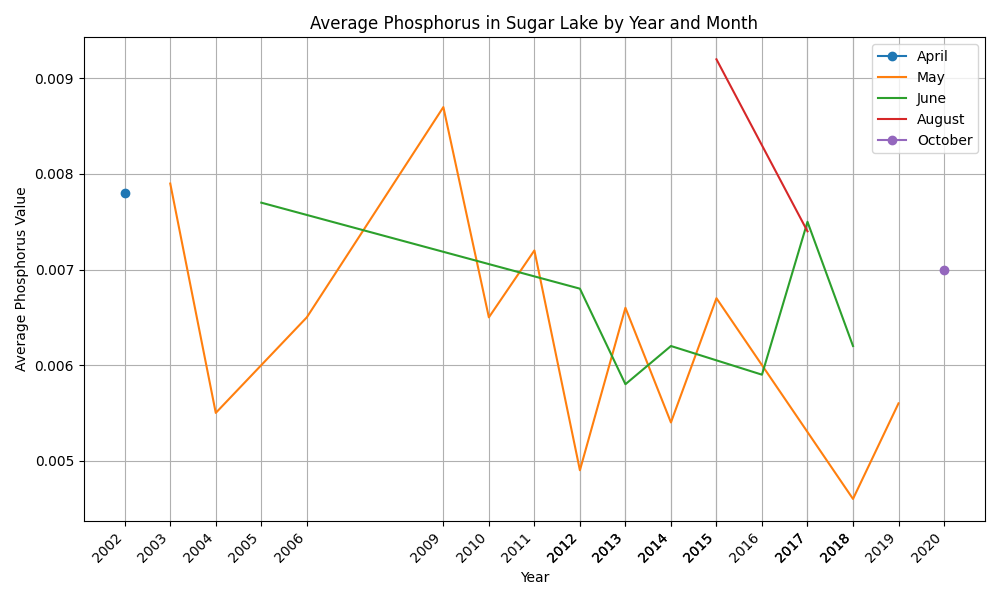 Average Phosphorus in Sugar Lake by Year and Month
April
May
June
August
October
Average Phosphorus Value
0.009
0.008
0.007
0.006
0.005
2002
2003
2004
2005
2006
2009
2010
2011
2012
2013
2014
2015
2016
2017
2018
2019
2020
Year